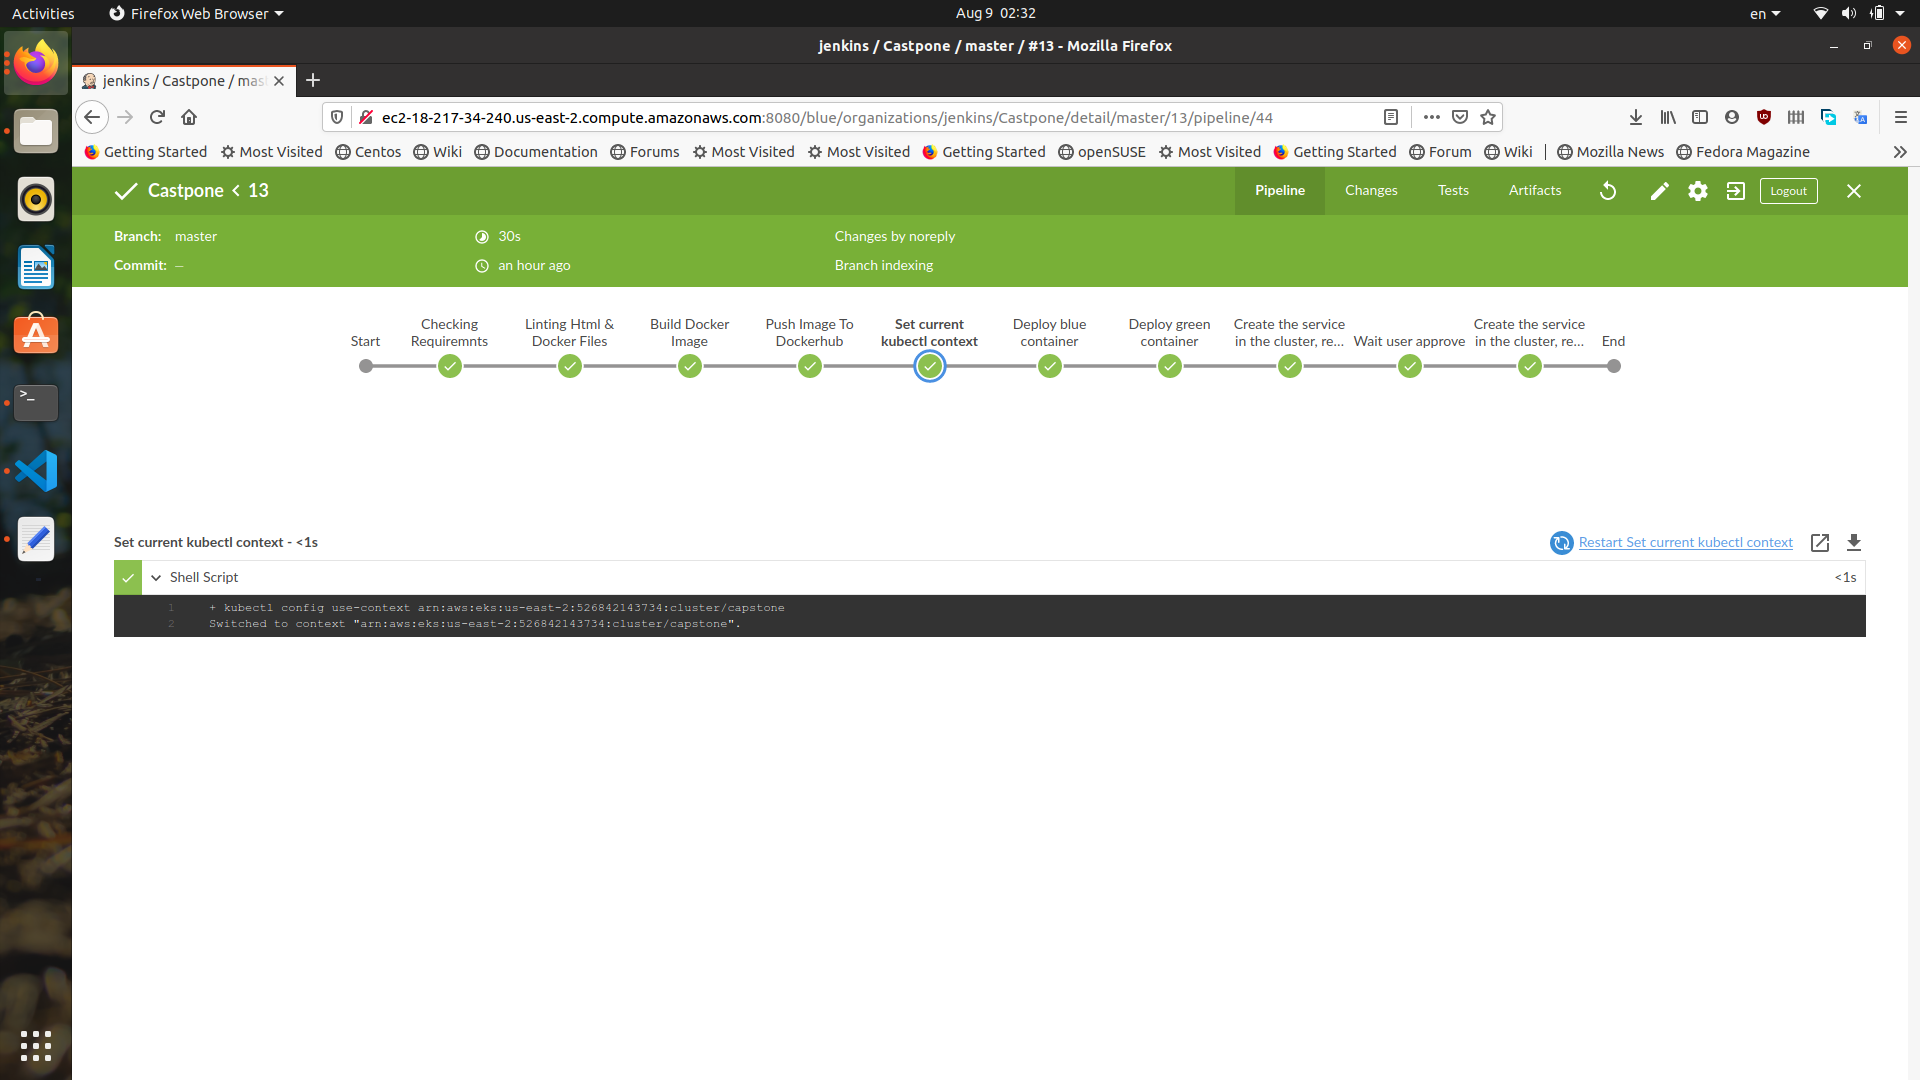 Activities Firefox Web Browser Aug 9 02:32 en
jenkins / Castpone / master / #13 - Mozilla Firefox
jenkins / Castpone / mas
ec2-18-217-34-240.us-east-2.compute.amazonaws.com:8080/blue/organizations/jenkins/Castpone/detail/master/13/pipeline/44
Getting Started Most Visited Centos Wiki Documentation Forums Most Visited Most Visited Getting Started openSUSE Most Visited Getting Started Forum Wiki Mozilla News Fedora Magazine
Castpone < 13 Pipeline Changes Tests Artifacts Logout
Branch: master 30s Changes by noreply
Commit: — an hour ago Branch indexing
Start
Checking
Requiremnts
Linting Html &
Docker Files
Build Docker
Image
Push Image To
Dockerhub
Set current
kubectl context
Deploy blue
container
Deploy green
container
Create the service
in the cluster, re...
Wait user approve
Create the service
in the cluster, re...
End
Set current kubectl context - <1s Restart Set current kubectl context
Shell Script <1s
1 + kubectl config use-context arn:aws:eks:us-east-2:526842143734:cluster/capstone
2 Switched to context "arn:aws:eks:us-east-2:526842143734:cluster/capstone".